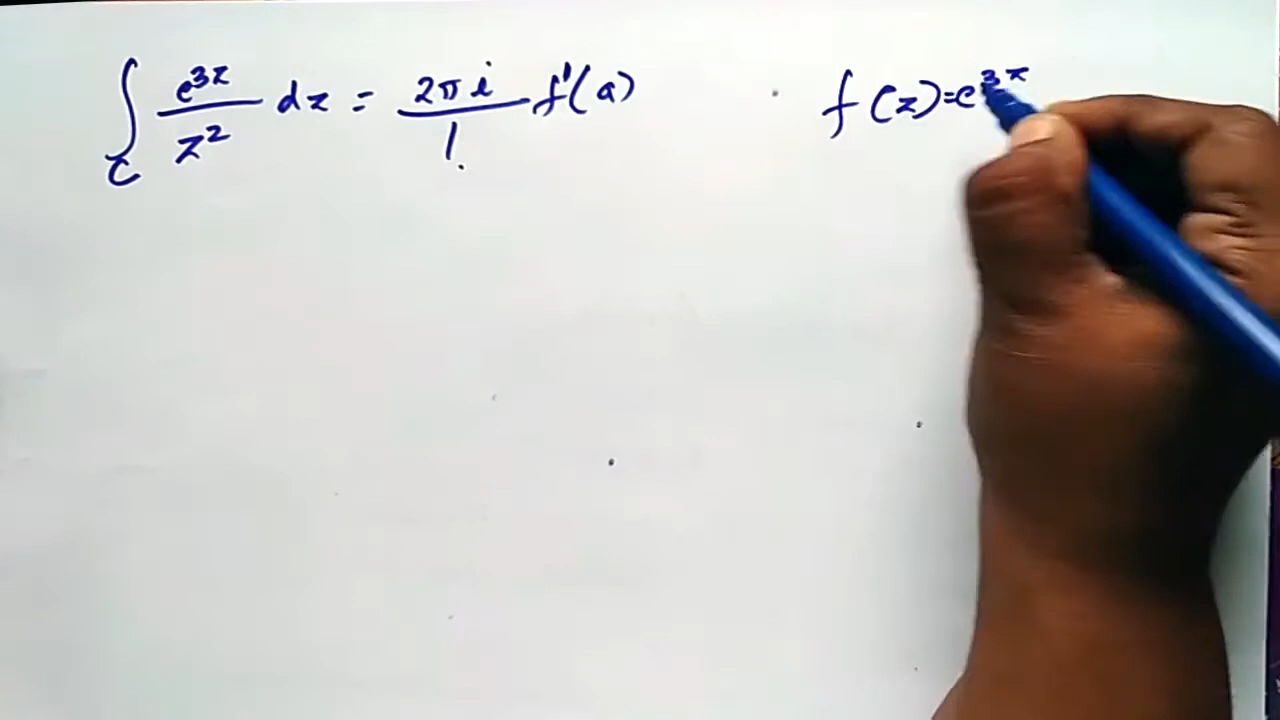 ∫_C e^{3z}/z^2 dz = 2πi/1! f'(a)
f(z)=e^{3z}